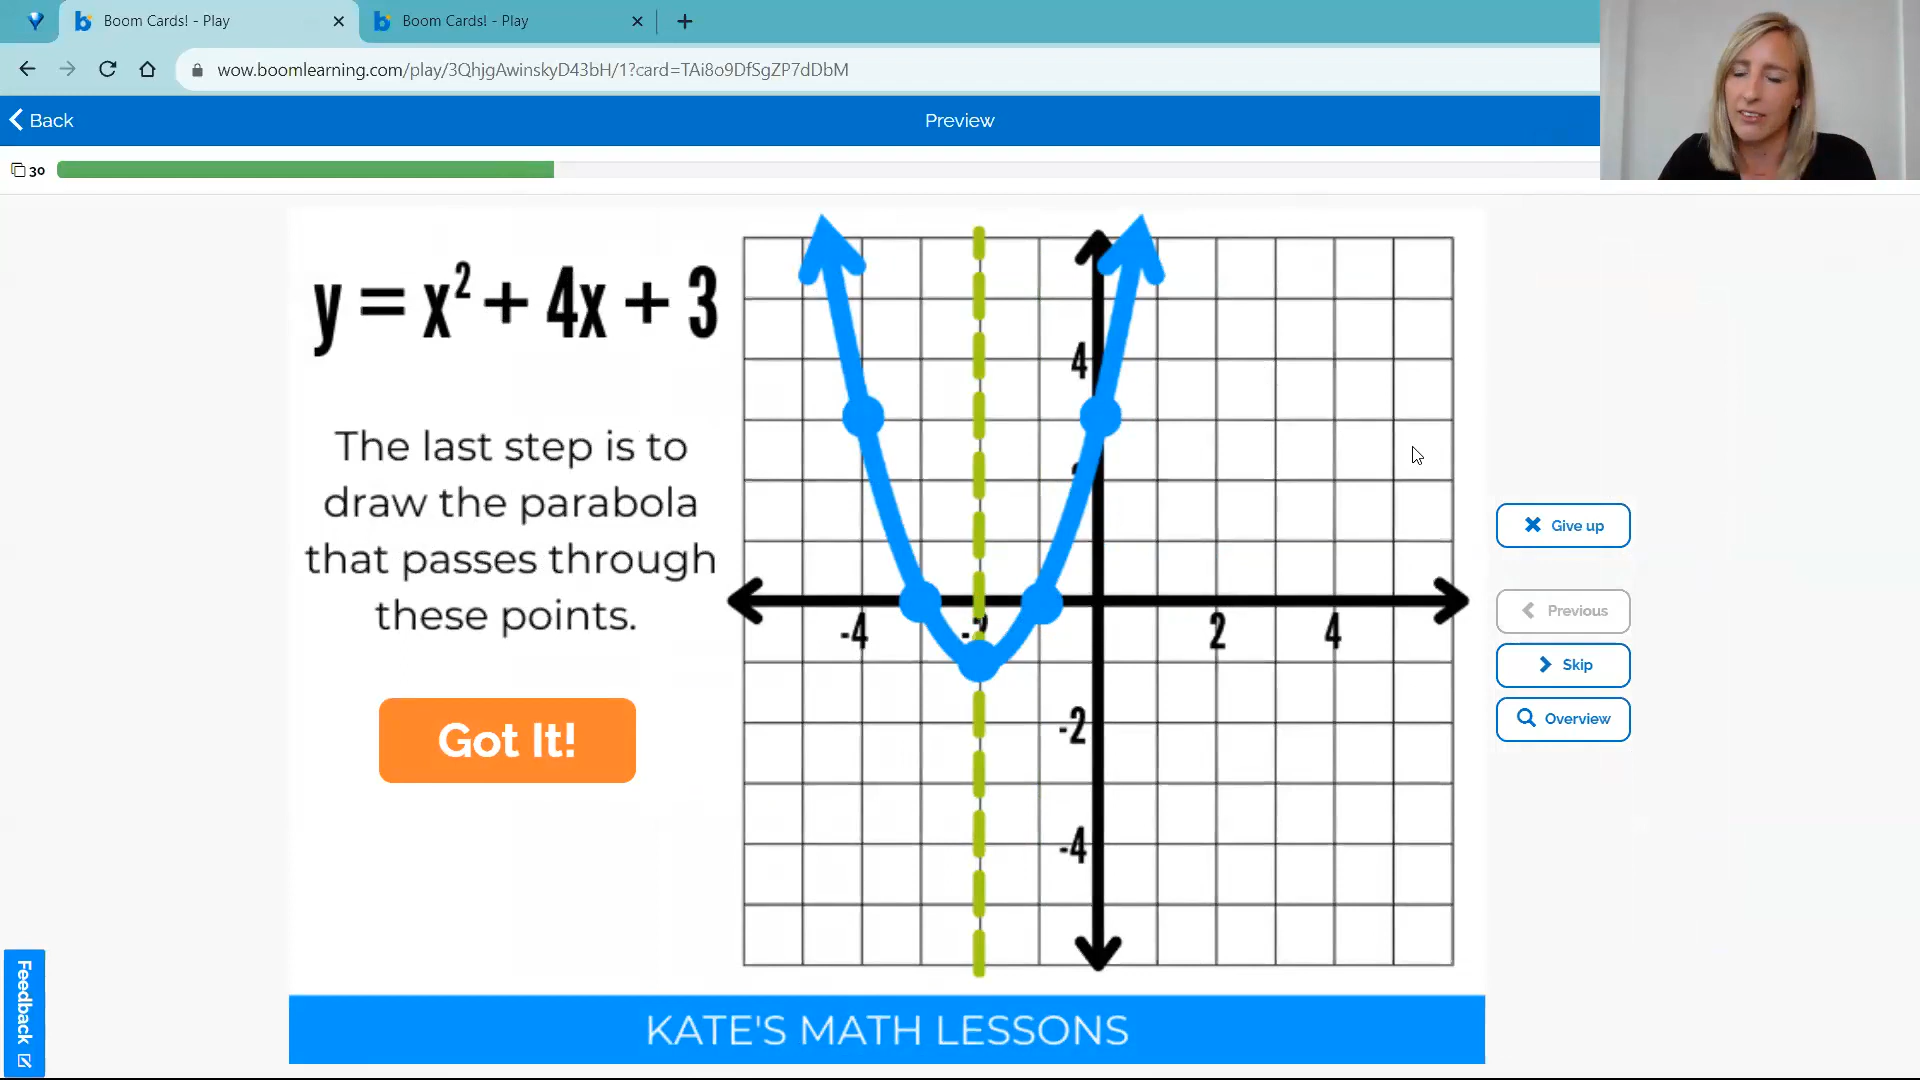 Boom Cards! - Play
Boom Cards! - Play
wow.boomlearning.com/play/3QhjgAwinskyD43bH/1?card=TAi8o9DfSgZP7dDbM
Back
Preview
30
y = x² + 4x + 3
The last step is to
draw the parabola
that passes through
these points.
Got It!
4
-4
2
4
-2
-4
Give up
Previous
Skip
Overview
Feedback
KATE'S MATH LESSONS